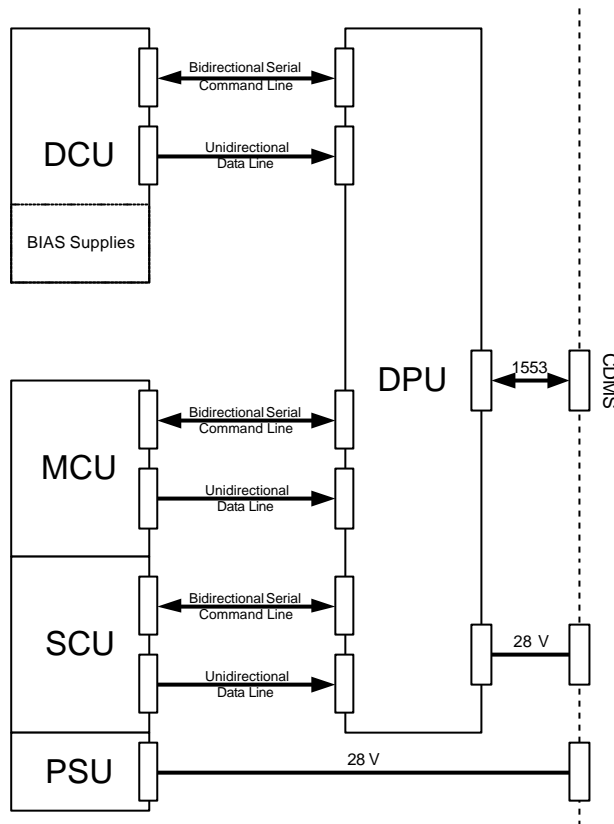 Bidirectional Serial
Command Line
DCU
Unidirectional
Data Line
BIAS Supplies
1553
CDMS
DPU
Bidirectional Serial
Command Line
MCU
Unidirectional
Data Line
Bidirectional Serial
Command Line
SCU
28 V
Unidirectional
Data Line
PSU
28 V